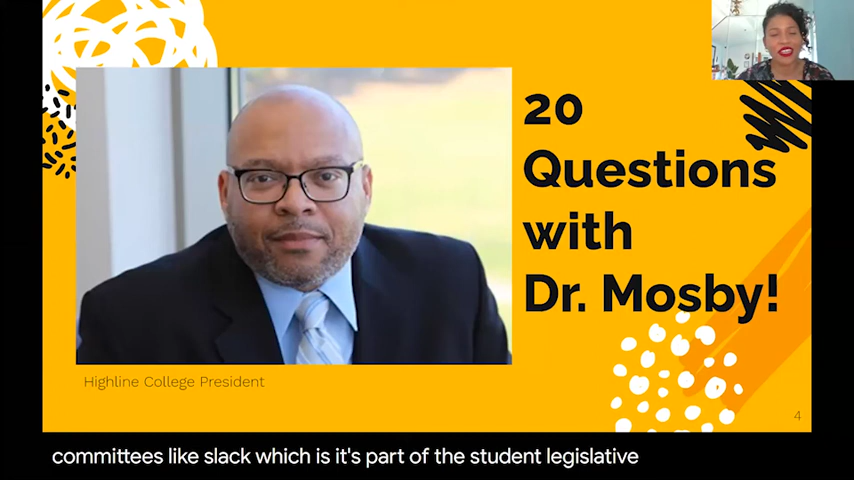 20
Questions
with
Dr. Mosby!
Highline College President
4
committees like slack which is it's part of the student legislative